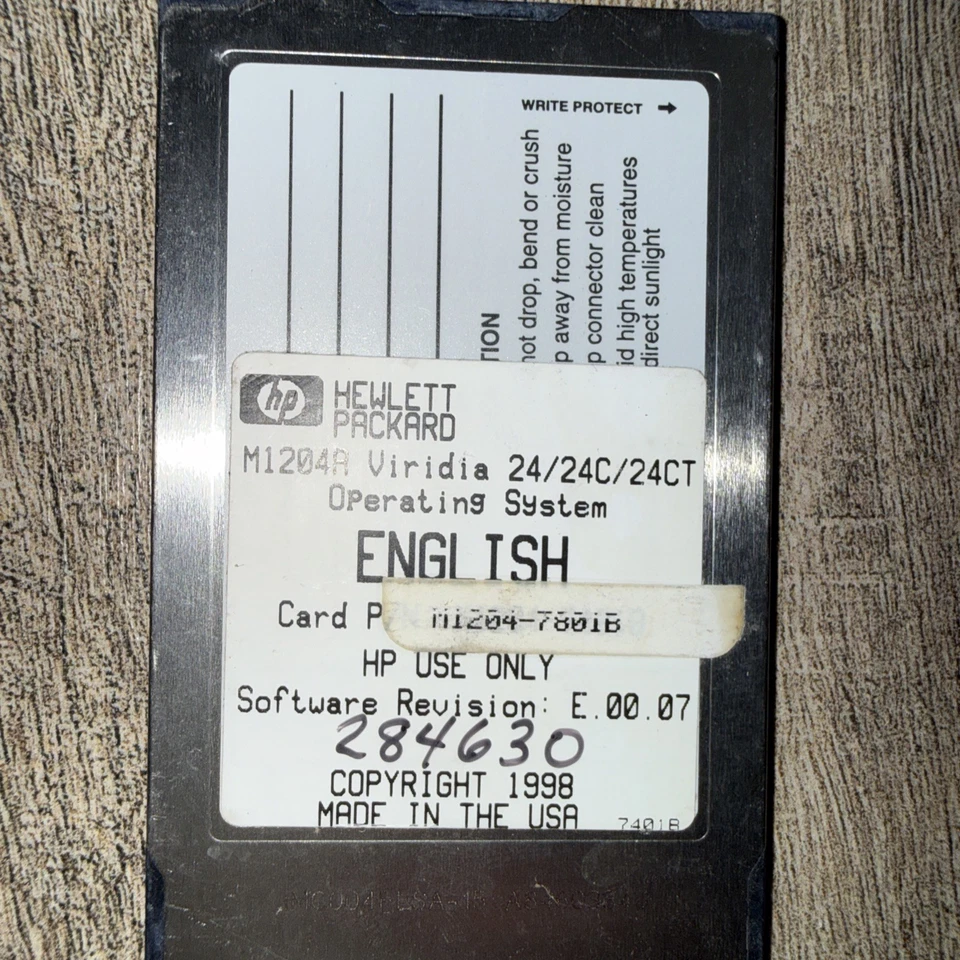 WRITE PROTECT →
TION
not drop, bend or crush
p away from moisture
p connector clean
id high temperatures
direct sunlight
hp HEWLETT
PACKARD
M1204A Viridia 24/24C/24CT
Operating System
ENGLISH
Card P
M1204-7801B
HP USE ONLY
Software Revision: E.00.07
284630
COPYRIGHT 1998
MADE IN THE USA
7401B